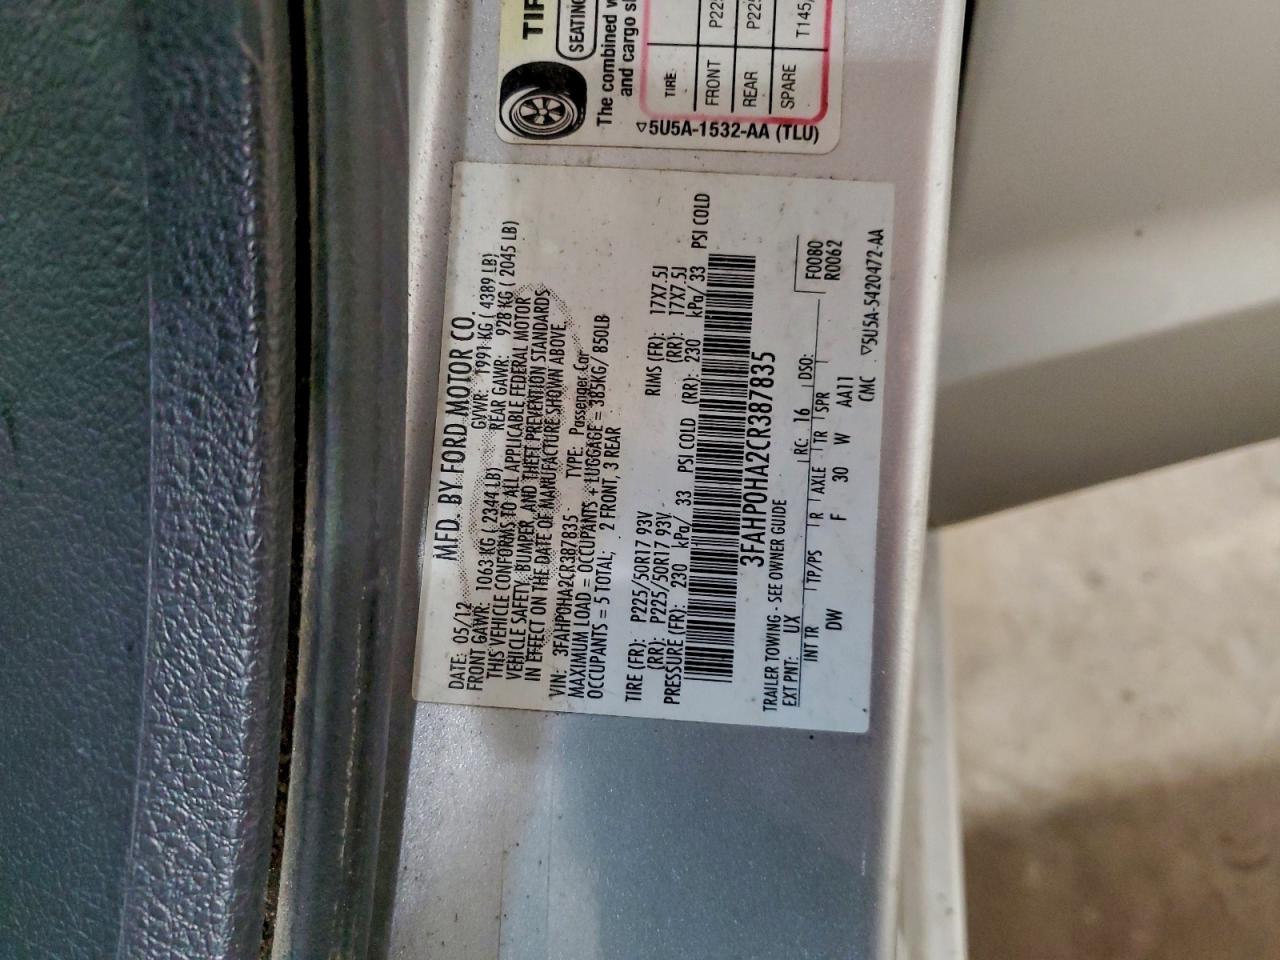 TIR
SEATING
The combined w
and cargo s
TIRE
FRONT P225
REAR P225
SPARE T145
▽5U5A-1532-AA (TLU)
MFD. BY FORD MOTOR CO.
DATE: 05/12 GVWR: 1991 KG ( 4389 LB)
FRONT GAWR: 1063 KG ( 2344 LB) REAR GAWR: 928 KG ( 2045 LB)
THIS VEHICLE CONFORMS TO ALL APPLICABLE FEDERAL MOTOR
VEHICLE SAFETY, BUMPER, AND THEFT PREVENTION STANDARDS
IN EFFECT ON THE DATE OF MANUFACTURE SHOWN ABOVE.
VIN: 3FAHP0HA2CR387835 TYPE: Passenger Car
MAXIMUM LOAD = OCCUPANTS + LUGGAGE = 385KG/ 850LB
OCCUPANTS = 5 TOTAL; 2 FRONT, 3 REAR
TIRE (FR): P225/50R17 93V RIMS (FR): 17X7.5J
(RR): P225/50R17 93V (RR): 17X7.5J
PRESSURE (FR): 230 kPa/ 33 PSI COLD (RR): 230 kPa/ 33 PSI COLD
3FAHP0HA2CR387835
TRAILER TOWING - SEE OWNER GUIDE
EXT PNT: UX RC: 16 DSO: F0080
INT TR TP/PS R AXLE TR SPR R0062
DW F 30 W AA11
CMC ▽5U5A-5420472-AA